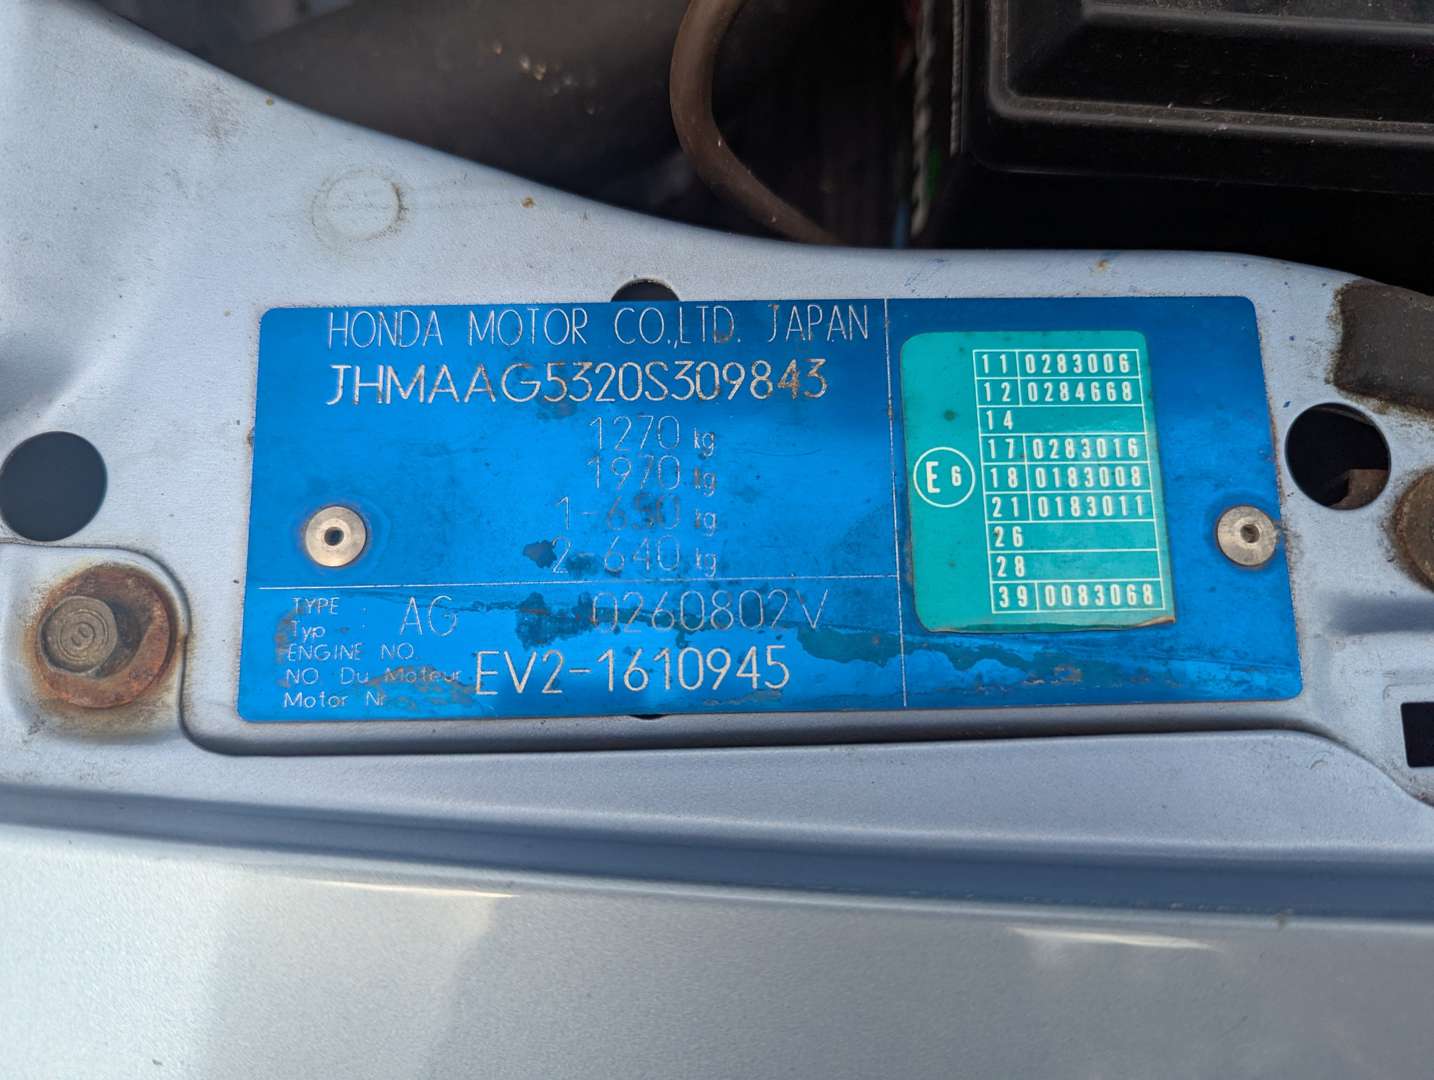 HONDA MOTOR CO.,LTD. JAPAN
JHMAAG5320S309843
1270 kg
1970 kg
1-650 kg
2-640 kg
TYPE : AG 0260802V
Typ
ENGINE NO.
NO. Du Moteur EV2-1610945
Motor Nr
E6
11 0283006
12 0284668
14
17 0283016
18 0183008
21 0183011
26
28
39 0083068